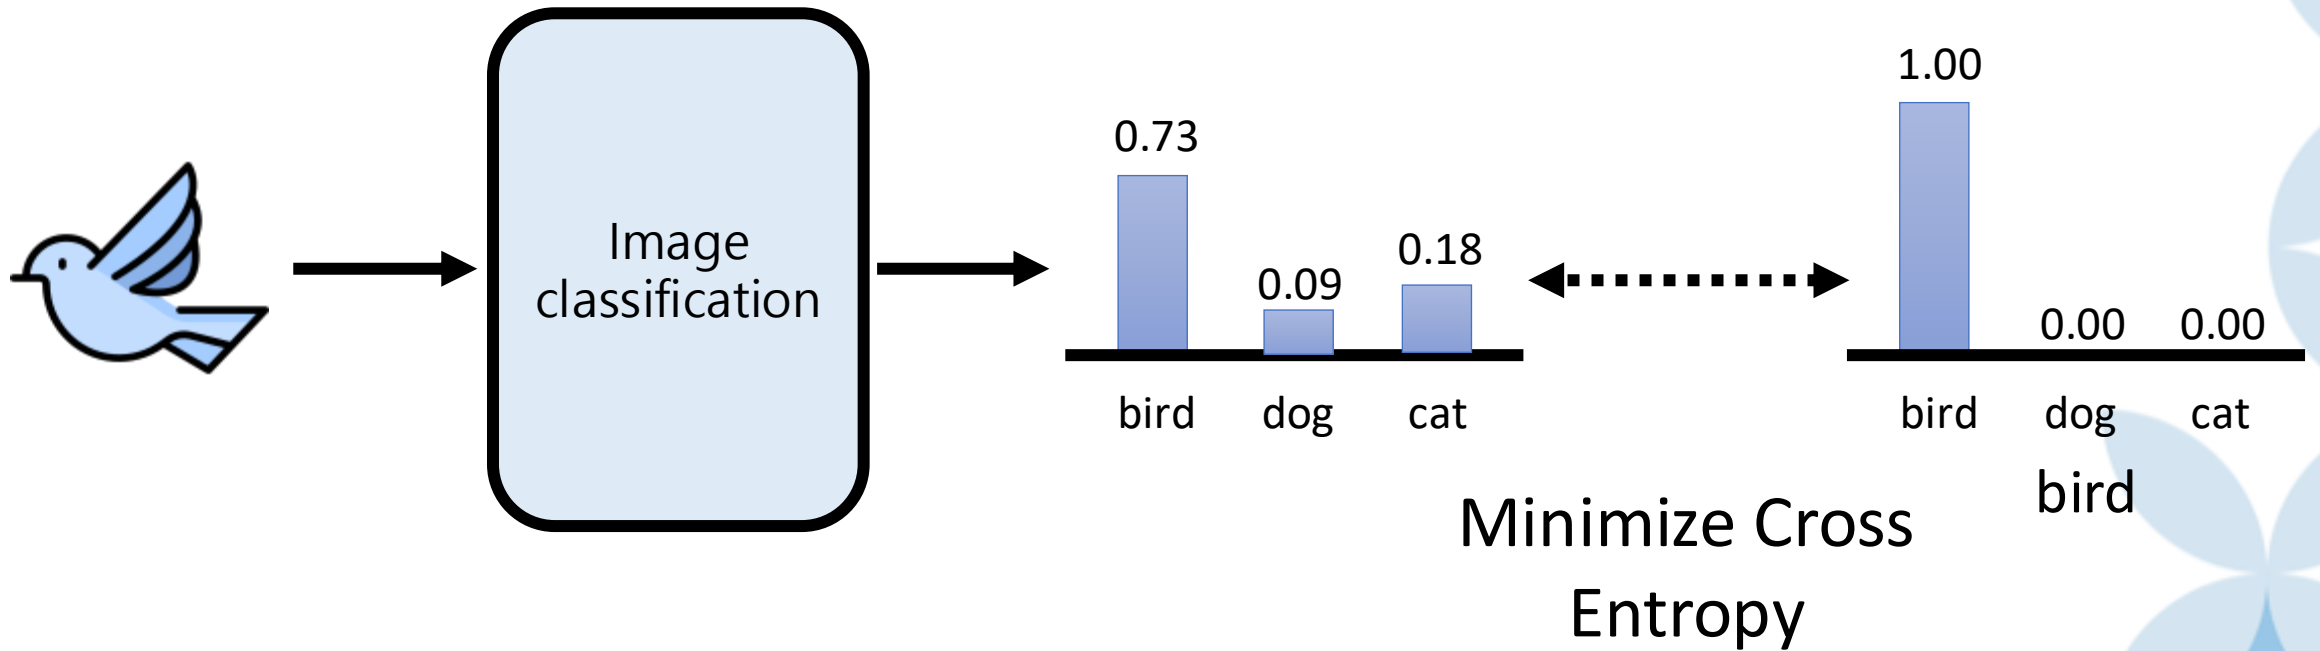 Image
classification
0.73
0.09
0.18
bird dog cat
1.00
0.00 0.00
bird dog cat
bird
Minimize Cross
Entropy